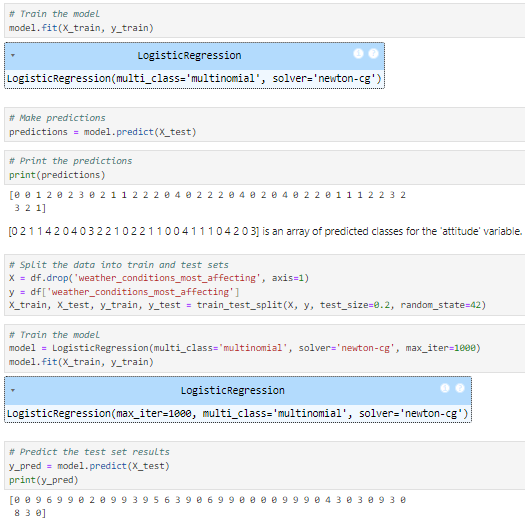 # Train the model
model.fit(X_train, y_train)
LogisticRegression
LogisticRegression(multi_class='multinomial', solver='newton-cg')
# Make predictions
predictions = model.predict(X_test)
# Print the predictions
print(predictions)
[0 0 1 2 0 2 3 0 2 1 1 2 2 2 0 4 0 2 2 2 0 4 0 2 0 4 0 2 2 0 1 1 1 2 2 3 2
3 2 1]
[0 2 1 1 4 2 0 4 0 3 2 2 1 0 2 2 1 1 0 0 4 1 1 1 0 4 2 0 3] is an array of predicted classes for the 'attitude' variable.
# Split the data into train and test sets
X = df.drop('weather_conditions_most_affecting', axis=1)
y = df['weather_conditions_most_affecting']
X_train, X_test, y_train, y_test = train_test_split(X, y, test_size=0.2, random_state=42)
# Train the model
model = LogisticRegression(multi_class='multinomial', solver='newton-cg', max_iter=1000)
model.fit(X_train, y_train)
LogisticRegression
LogisticRegression(max_iter=1000, multi_class='multinomial', solver='newton-cg')
# Predict the test set results
y_pred = model.predict(X_test)
print(y_pred)
[0 0 9 6 9 9 0 2 0 9 9 3 9 5 6 3 9 0 6 9 9 0 0 0 0 9 9 9 0 4 3 0 3 0 9 3 0
8 3 0]